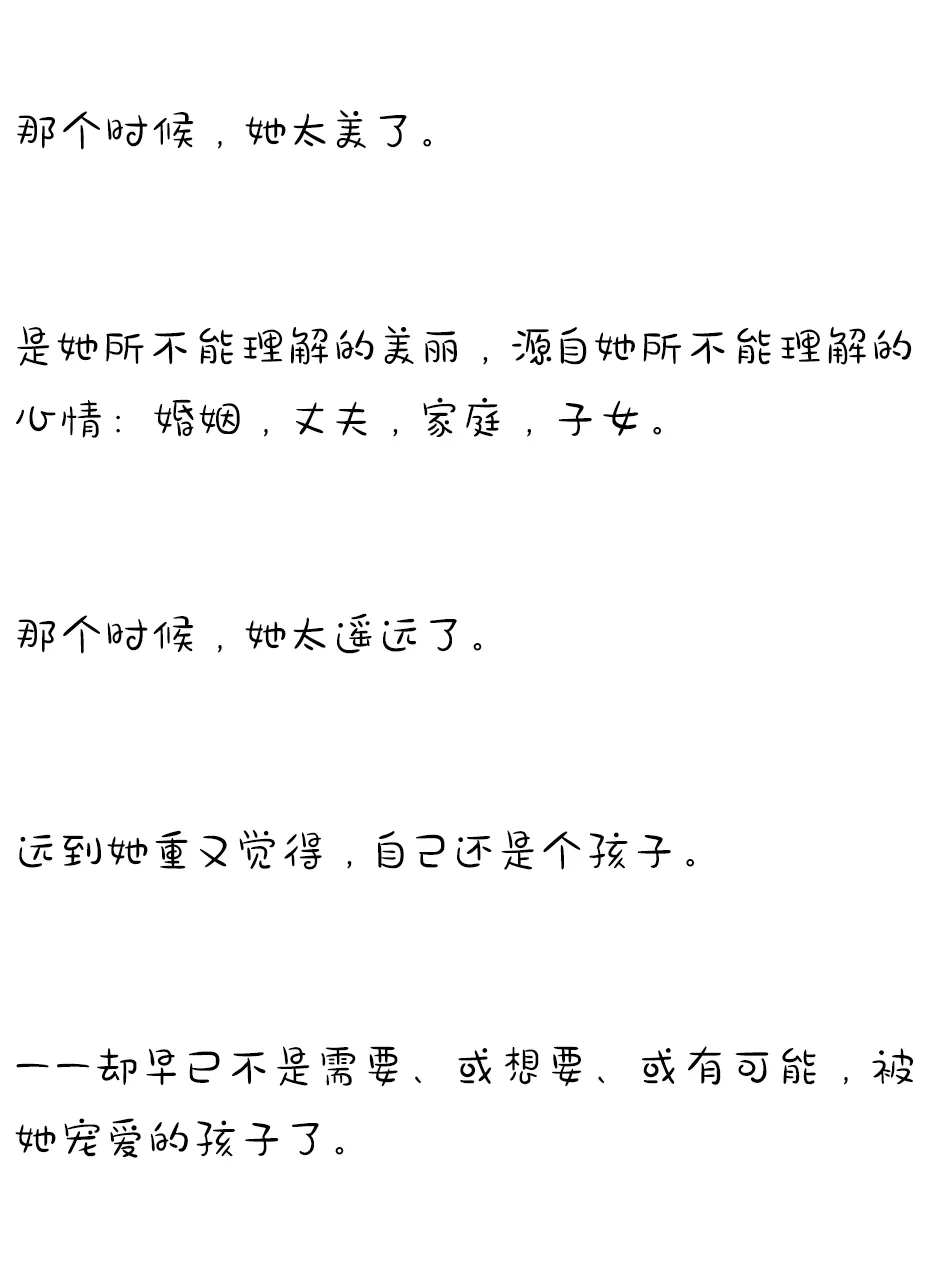 那个时候，她太美了。
是她所不能理解的美丽，源自她所不能理解的
心情：婚姻，丈夫，家庭，子女。
那个时候，她太遥远了。
远到她重又觉得，自己还是个孩子。
——却早已不是需要、或想要、或有可能，被
她宠爱的孩子了。